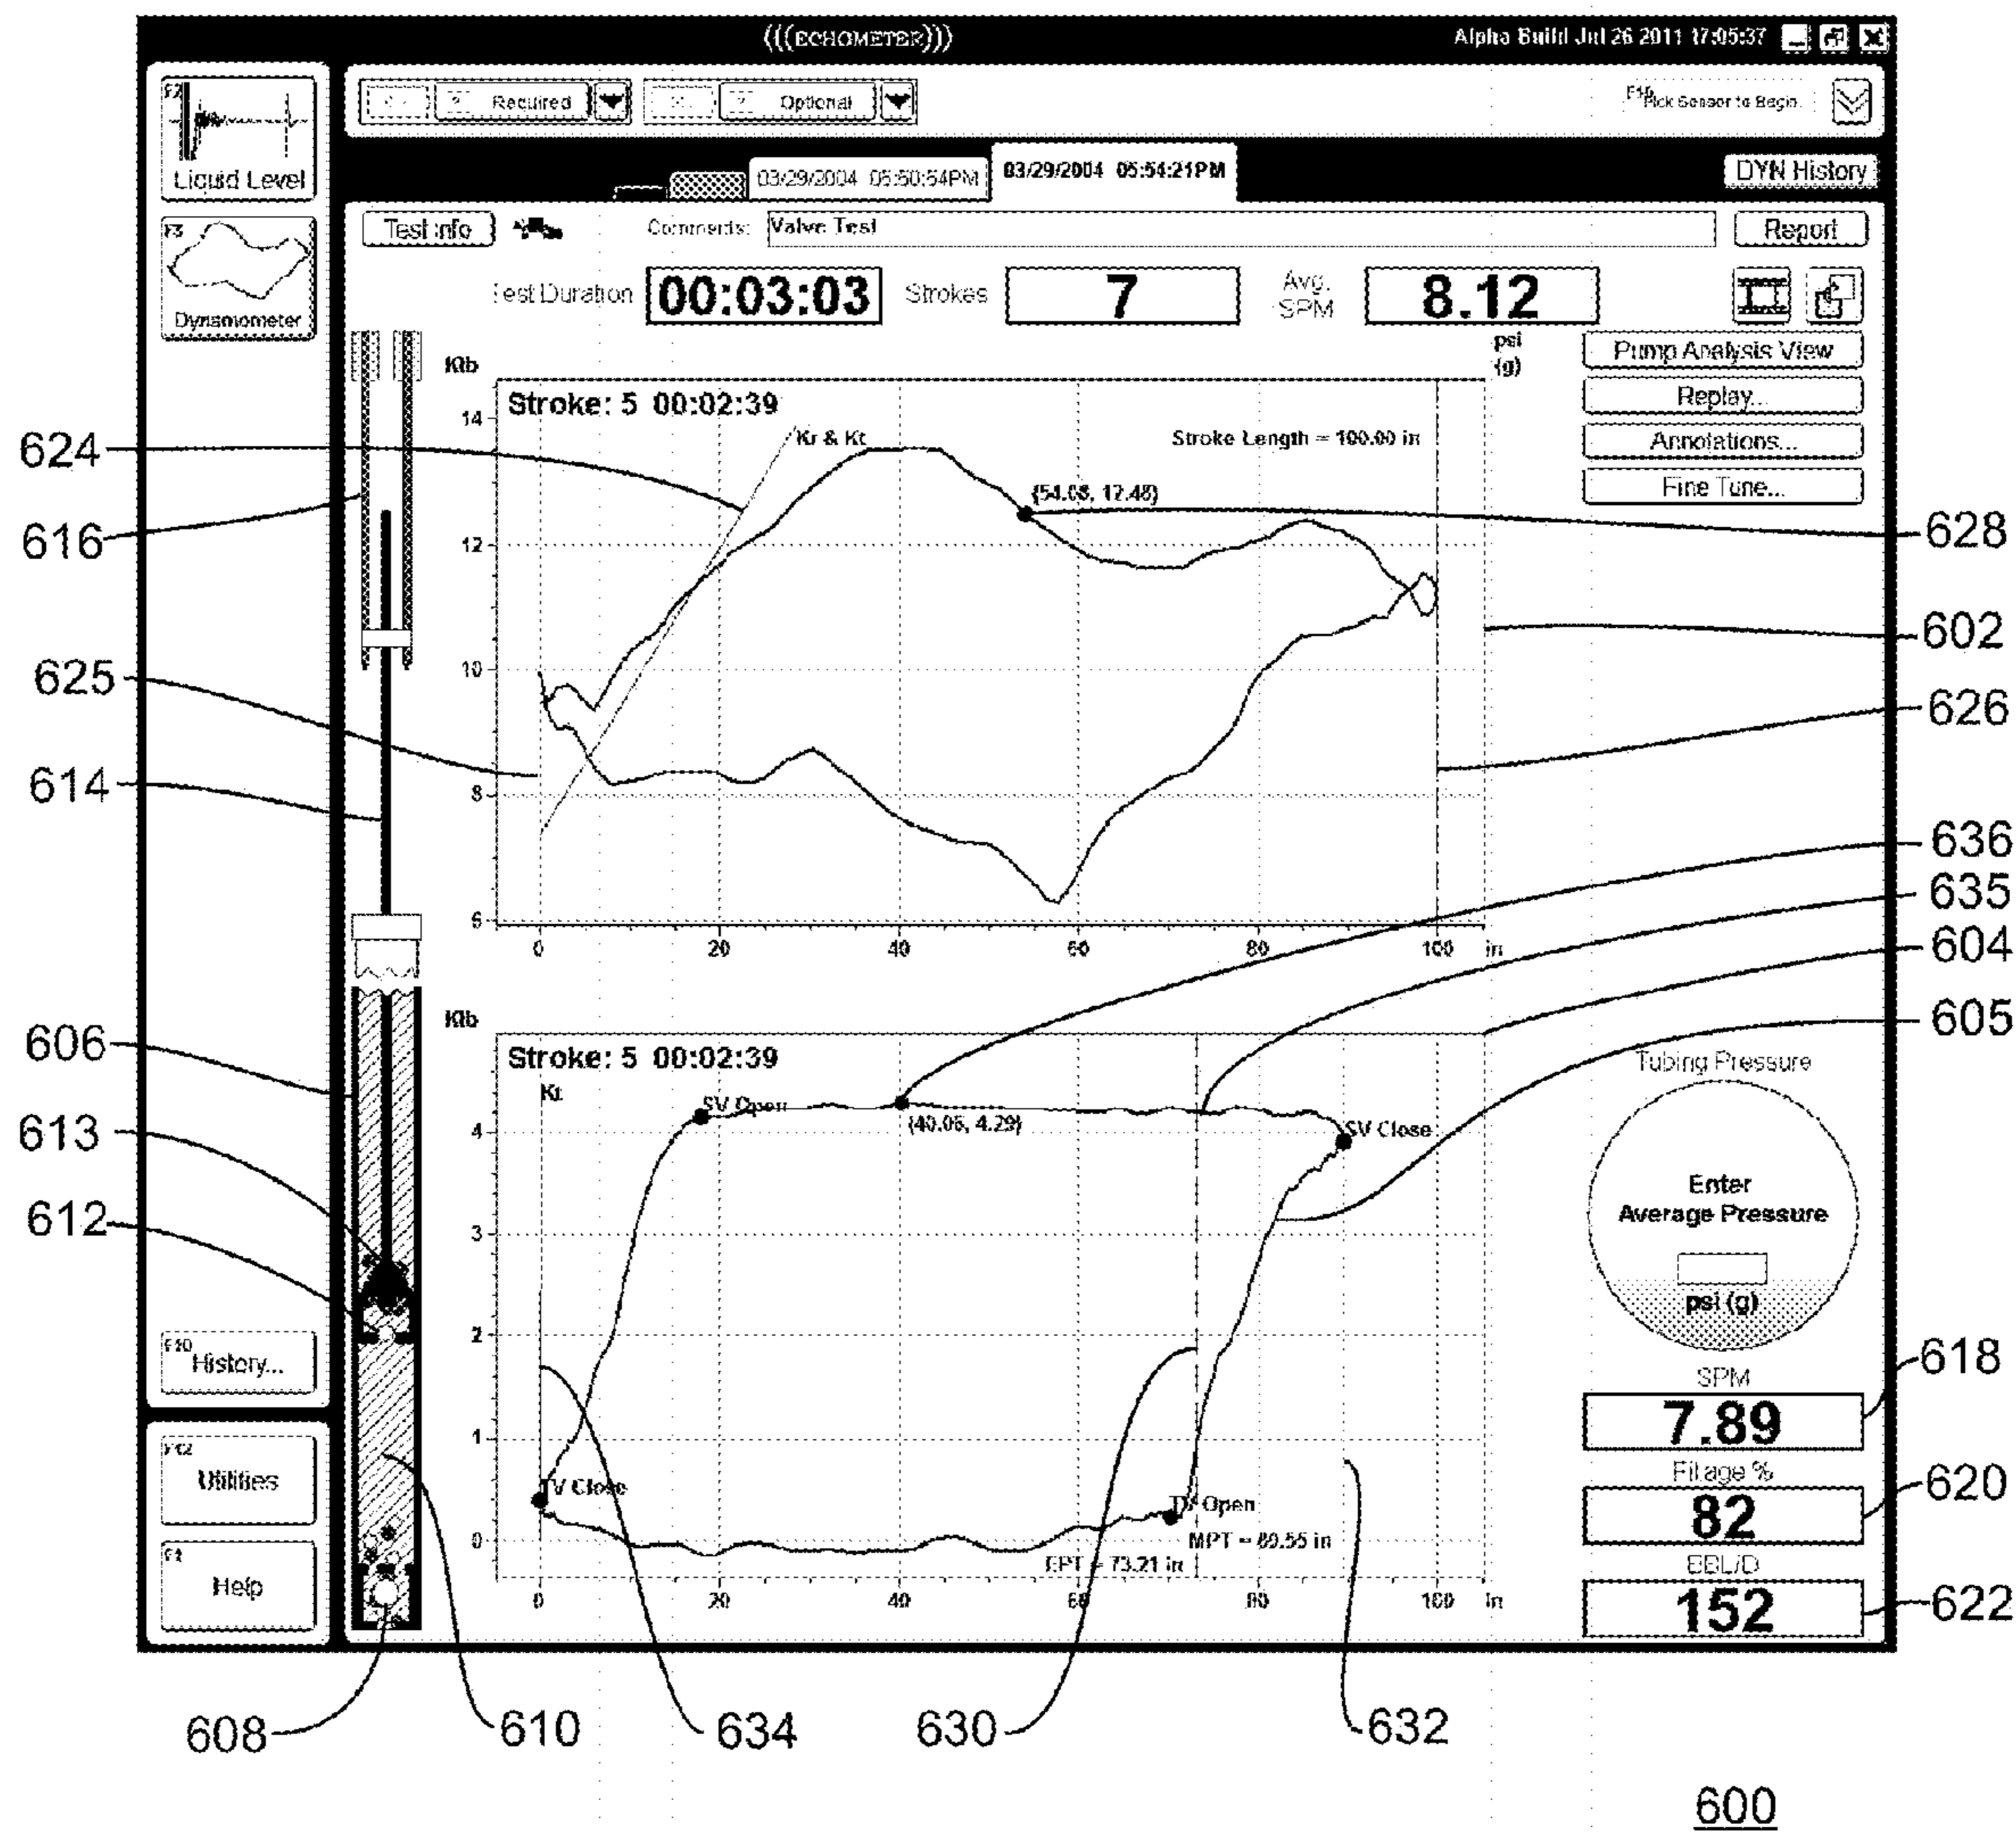 (((ECHOMETER)))
Alpha Build Jul 26 2011 17:05:37
Liquid Level
F3
Dynamometer
Required
Optional
Pick Sensor to Begin.
03/29/2004 05:50:54PM
03/29/2004 05:54:21PM
DYN History
Test Info
Comments:
Valve Test
Report
Test Duration
00:03:03
Strokes
7
Avg. SPM
8.12
psi (g)
Pump Analysis View
Replay...
Annotations...
Fine Tune...
Klb
Stroke: 5 00:02:39
Kr & Kt
Stroke Length = 100.00 in
14
12
10
8
6
0 20 40 60 80 100 in
Klb
Stroke: 5 00:02:39
Kt
SV Open
(40.06, 4.29)
SV Close
4
3
2
1
0
TV Close
TV Open
MPT = 89.55 in
EPT = 73.21 in
0 20 40 60 80 100 in
Tubing Pressure
Enter
Average Pressure
psi (g)
SPM
7.89
Fillage %
82
BBL/D
152
F10
History...
F12
Utilities
F1
Help
624
616
625
614
606
613
612
628
602
626
636
635
604
605
618
620
622
608
610
634
630
632
600